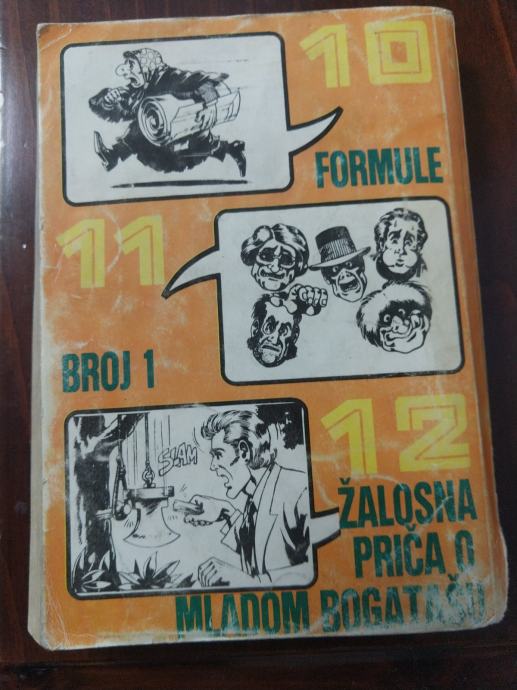 10
FORMULE
11
BROJ 1
SLAM
12
ŽALOSNA
PRIČA O
MLADOM BOGATAŠU